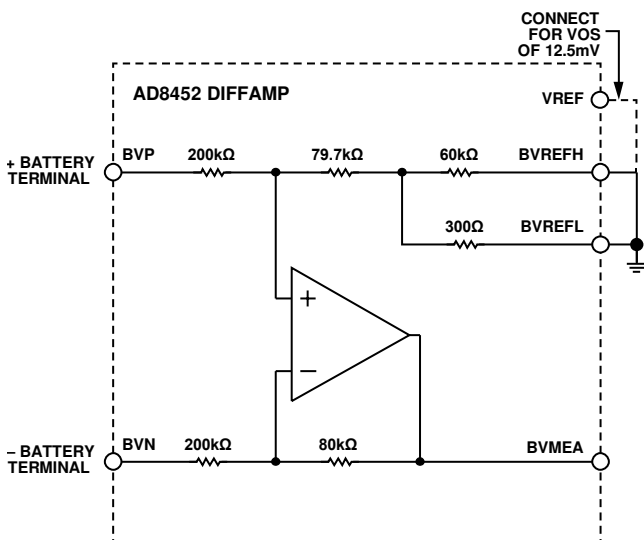 CONNECT
FOR VOS
OF 12.5mV
AD8452 DIFFAMP
VREF
+ BATTERY
TERMINAL
BVP
200kΩ
79.7kΩ
60kΩ
BVREFH
300Ω
BVREFL
+
–
– BATTERY
TERMINAL
BVN
200kΩ
80kΩ
BVMEA